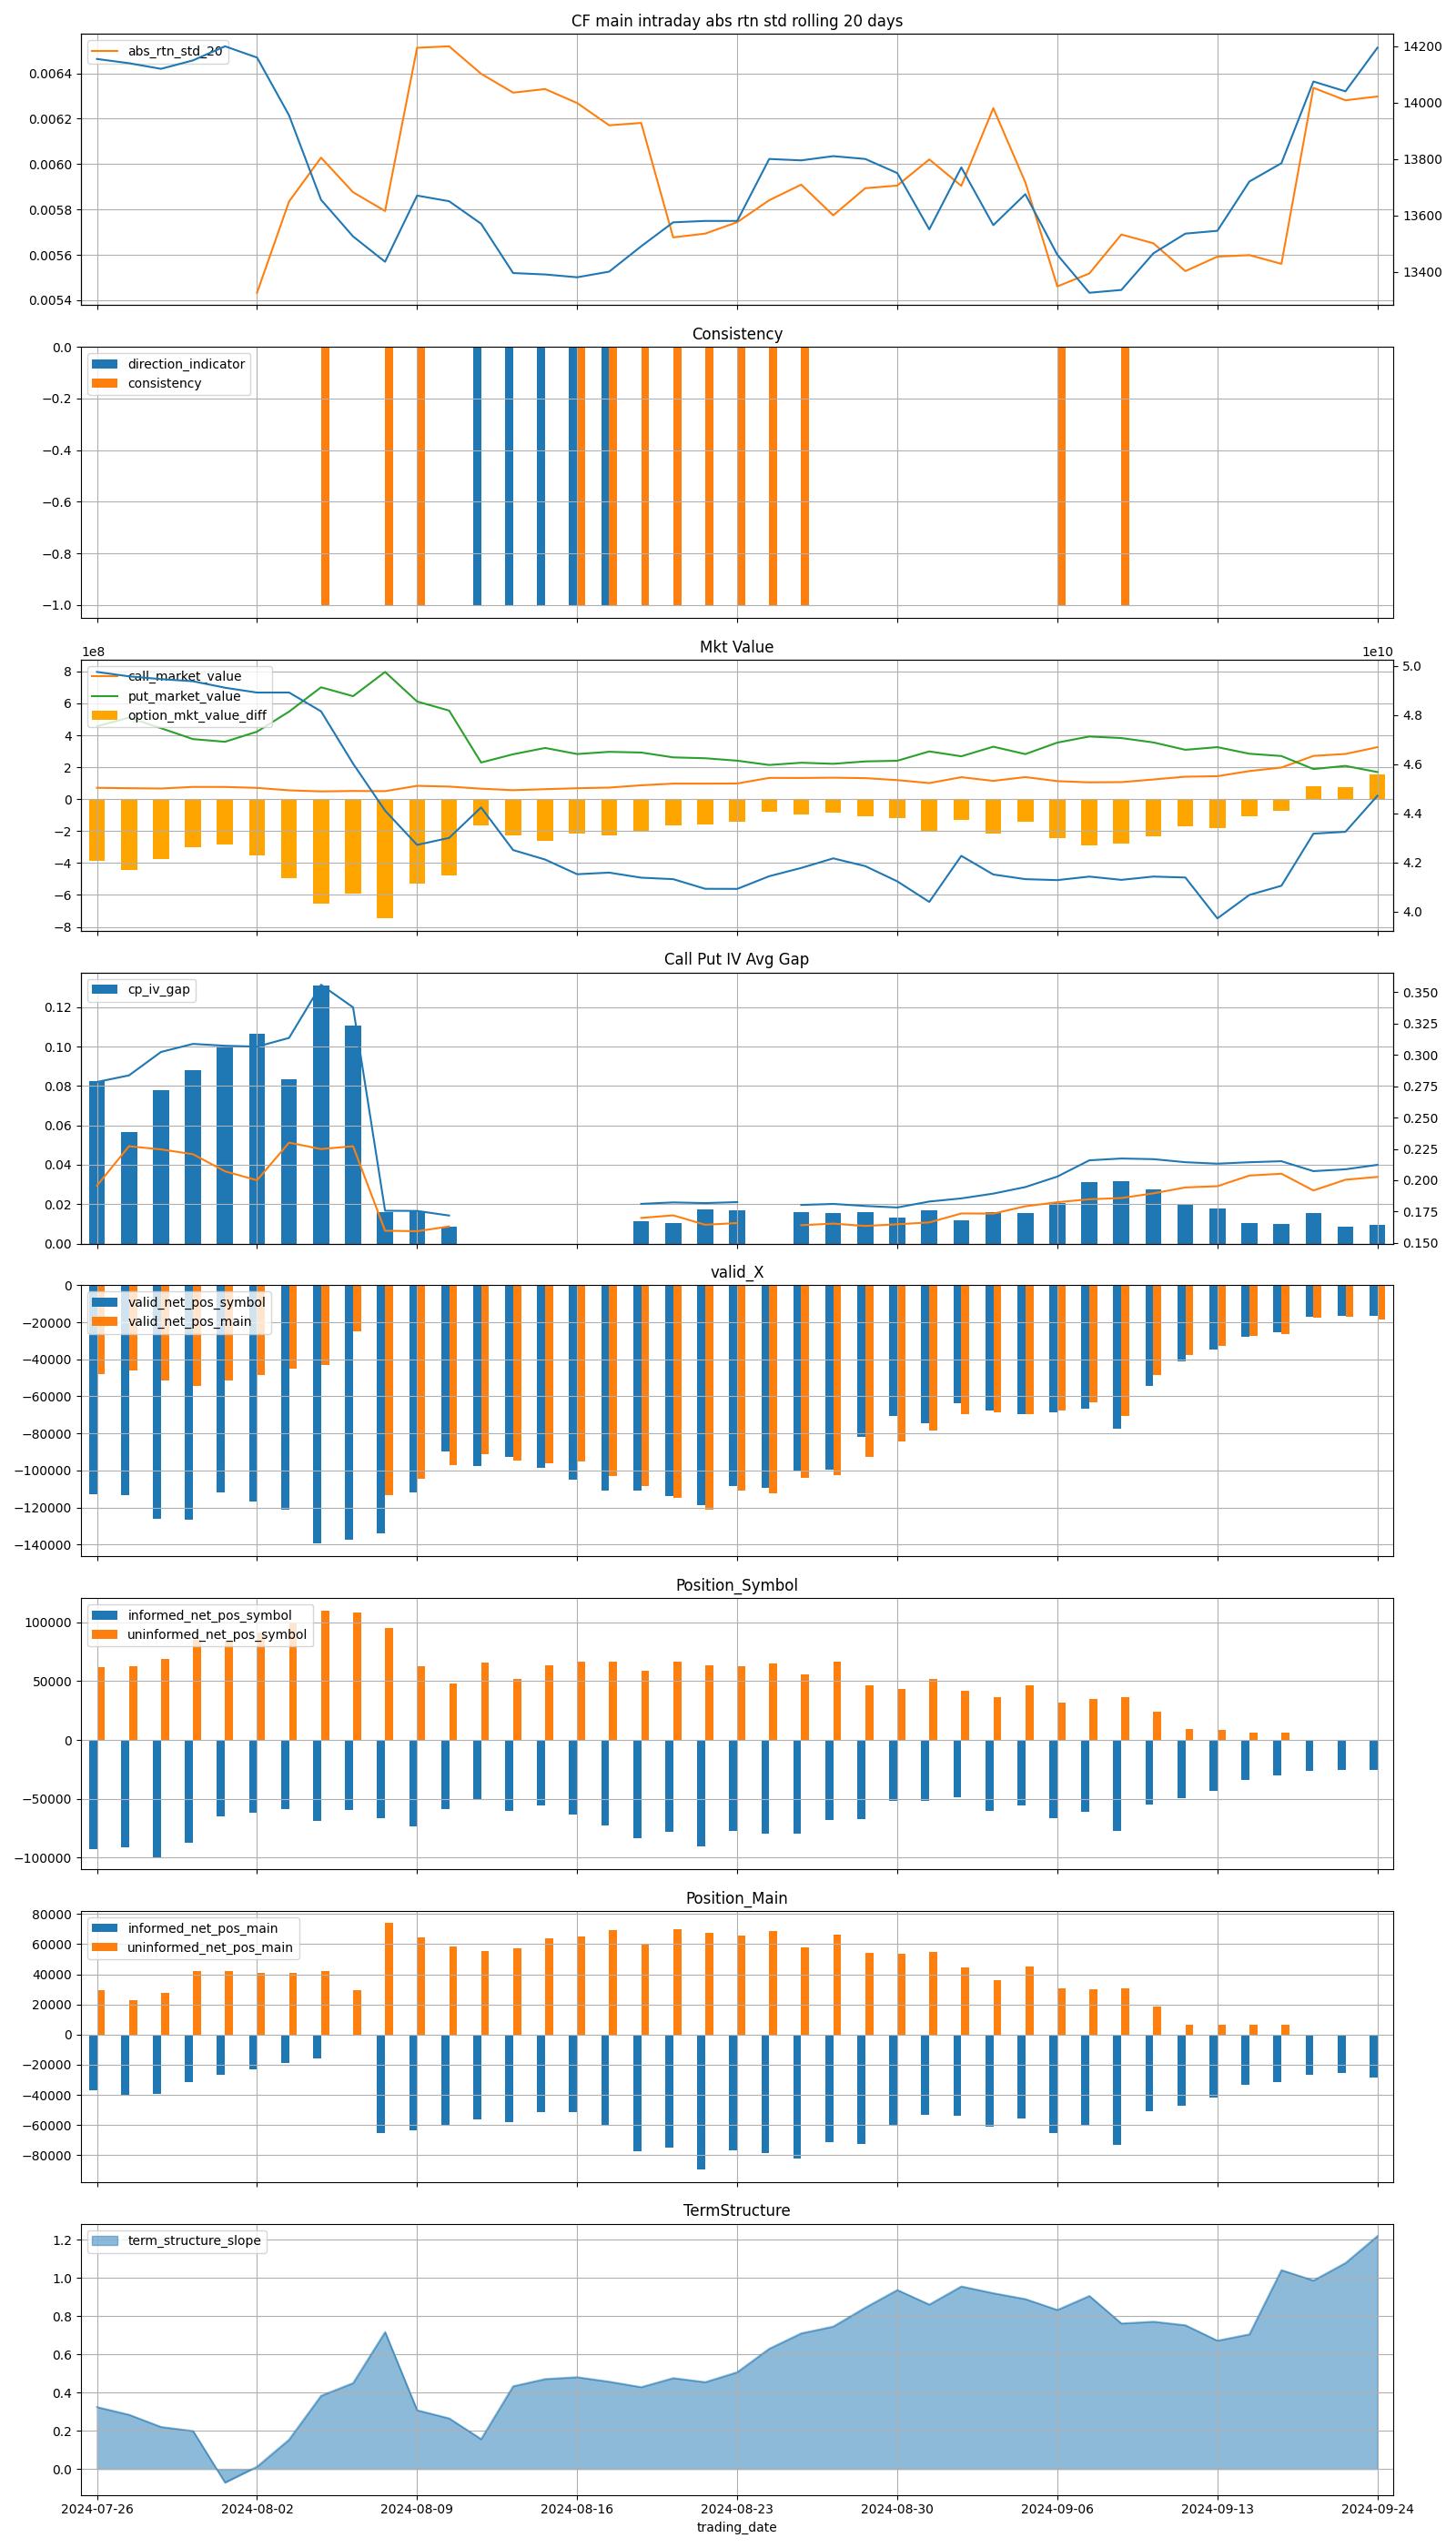 CF main intraday abs rtn std rolling 20 days
abs_rtn_std_20
0.0064
0.0062
0.0060
0.0058
0.0056
0.0054
14200
14000
13800
13600
13400
Consistency
direction_indicator
consistency
0.0
−0.2
−0.4
−0.6
−0.8
−1.0
Mkt Value
1e8
1e10
call_market_value
put_market_value
option_mkt_value_diff
8
6
4
2
0
−2
−4
−6
−8
5.0
4.8
4.6
4.4
4.2
4.0
Call Put IV Avg Gap
cp_iv_gap
0.12
0.10
0.08
0.06
0.04
0.02
0.00
0.350
0.325
0.300
0.275
0.250
0.225
0.200
0.175
0.150
valid_X
valid_net_pos_symbol
valid_net_pos_main
0
−20000
−40000
−60000
−80000
−100000
−120000
−140000
Position_Symbol
informed_net_pos_symbol
uninformed_net_pos_symbol
100000
50000
0
−50000
−100000
Position_Main
informed_net_pos_main
uninformed_net_pos_main
80000
60000
40000
20000
0
−20000
−40000
−60000
−80000
TermStructure
term_structure_slope
1.2
1.0
0.8
0.6
0.4
0.2
0.0
2024-07-26 2024-08-02 2024-08-09 2024-08-16 2024-08-23 2024-08-30 2024-09-06 2024-09-13 2024-09-24
trading_date